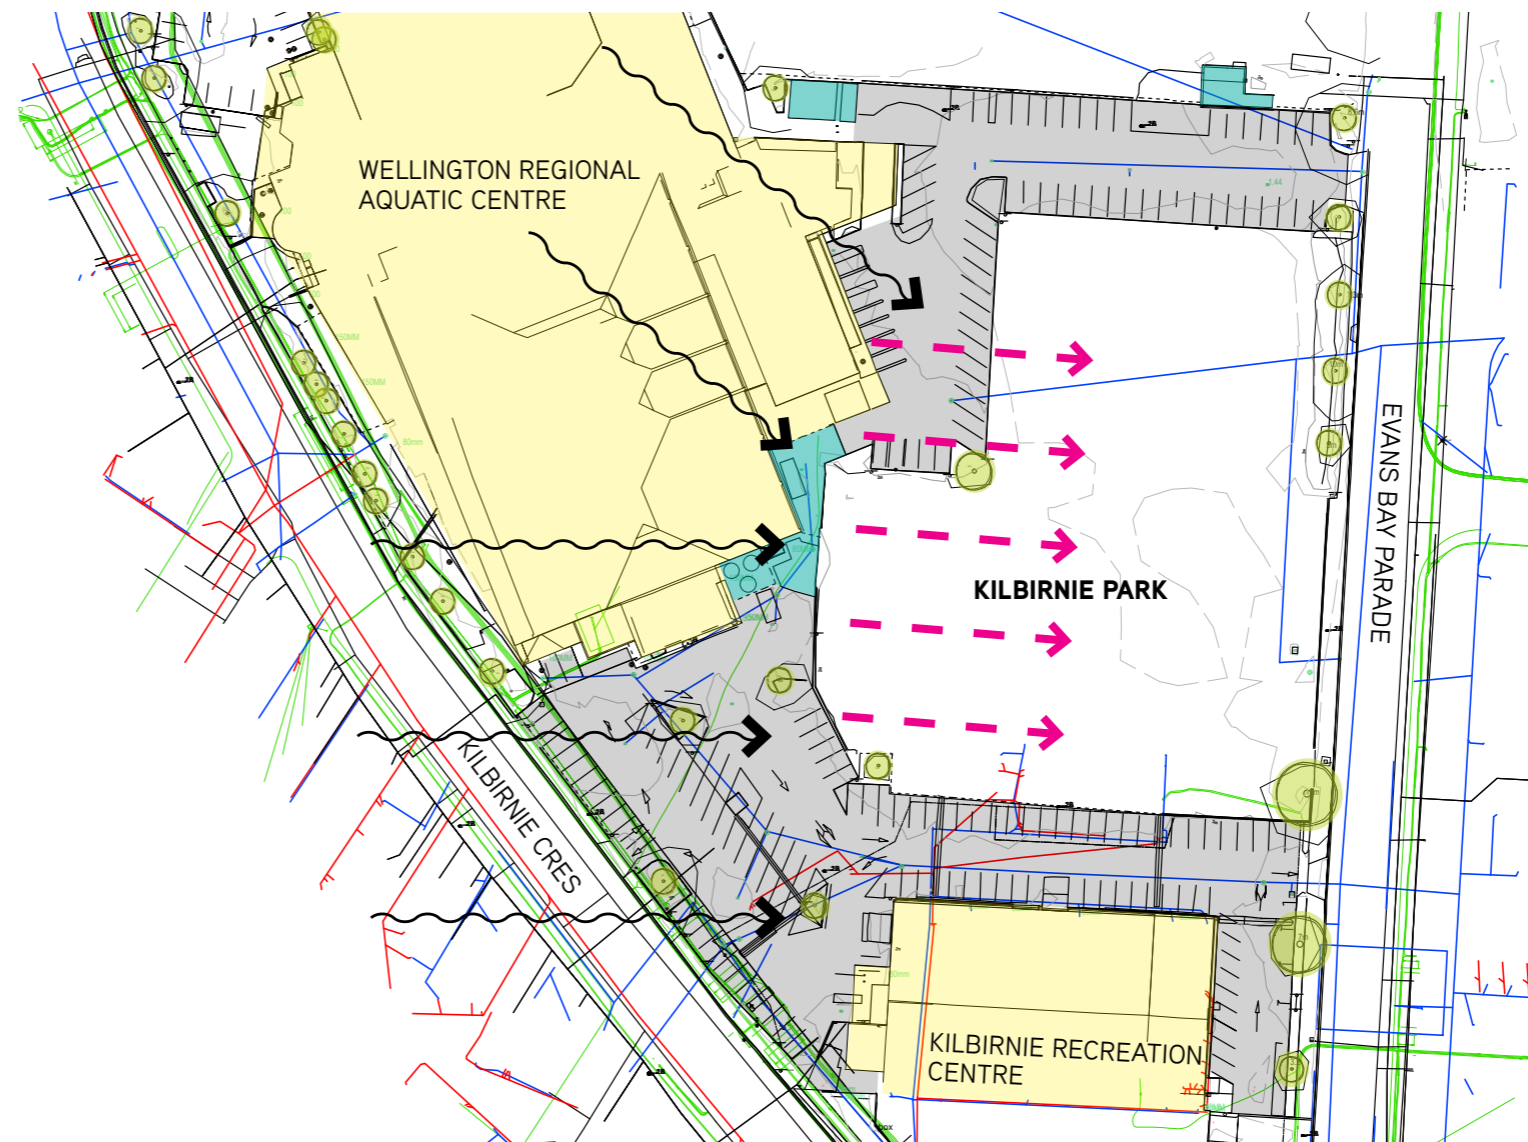 WELLINGTON REGIONAL
AQUATIC CENTRE
EVANS BAY PARADE
KILBIRNIE PARK
KILBIRNIE CRES
KILBIRNIE RECREATION
CENTRE